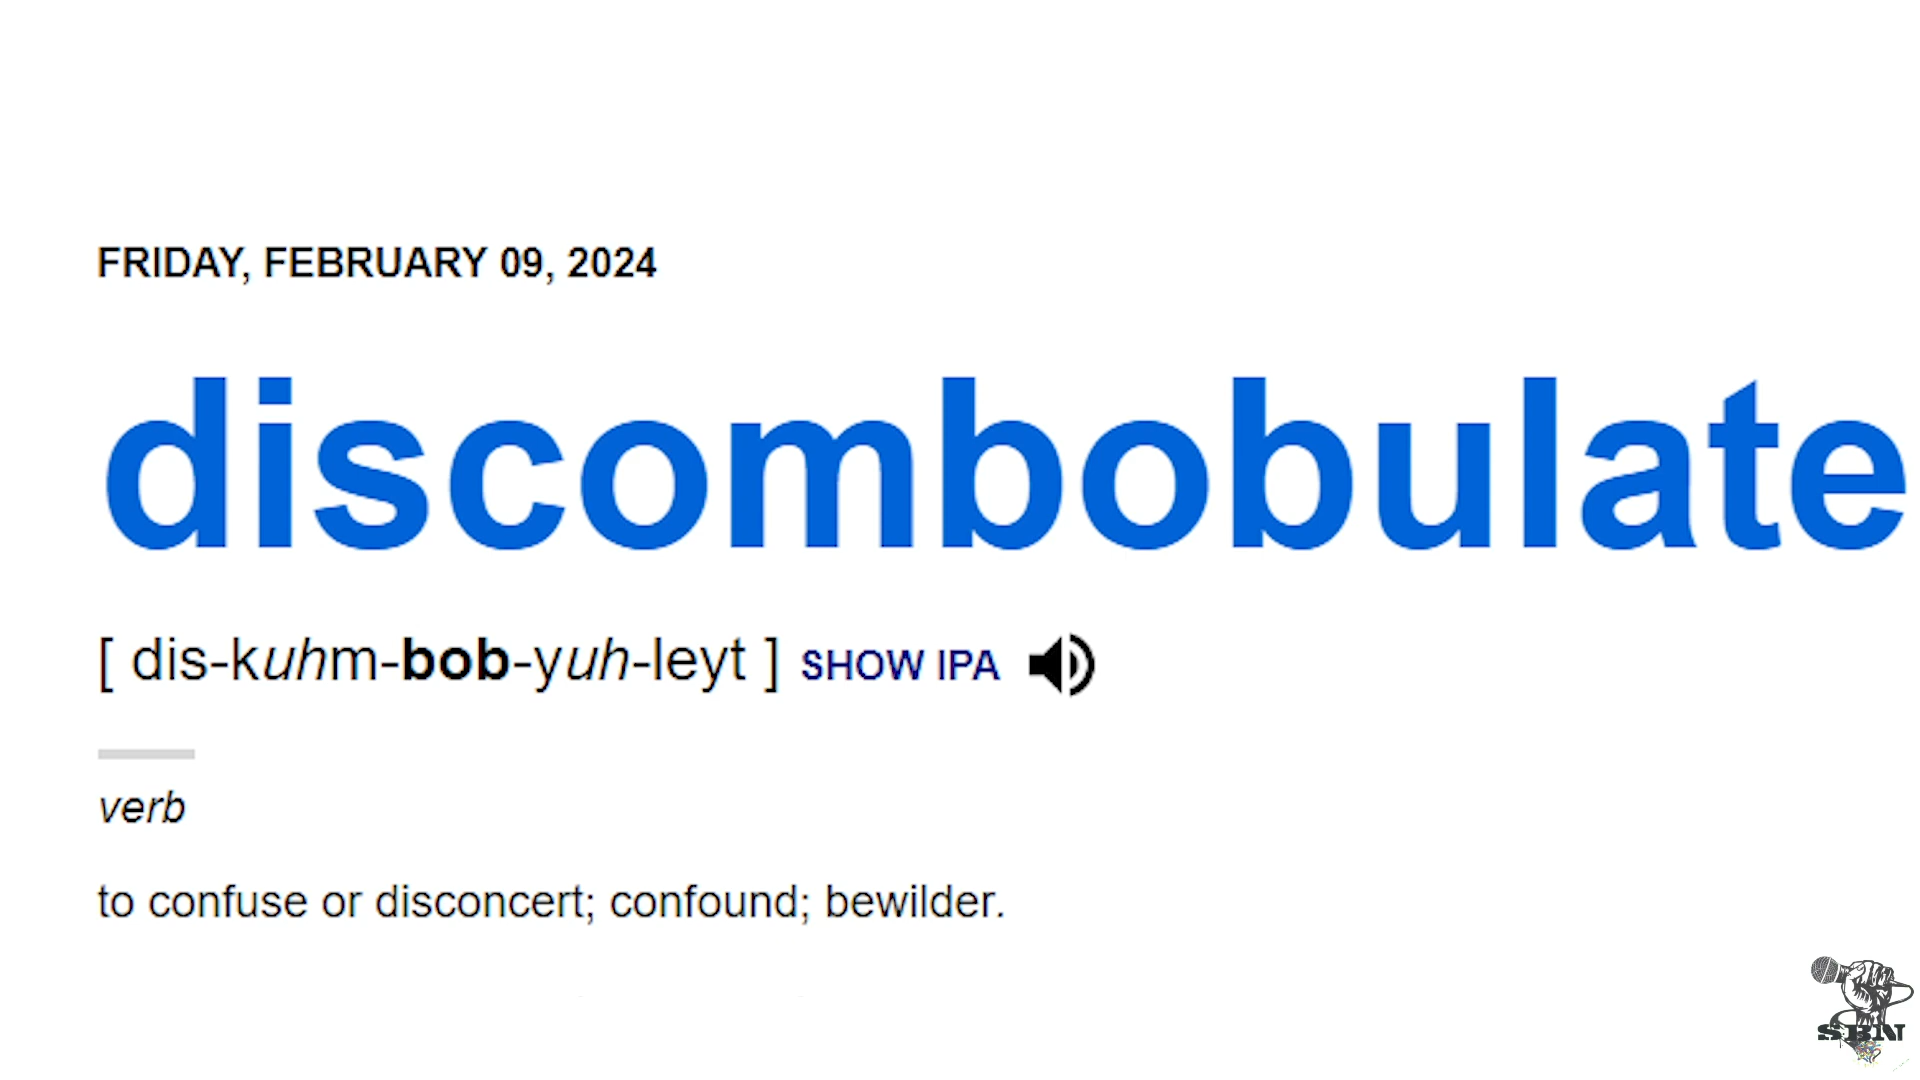 FRIDAY, FEBRUARY 09, 2024
discombobulate
[ dis-kuhm-bob-yuh-leyt ] SHOW IPA
verb
to confuse or disconcert; confound; bewilder.
SBN